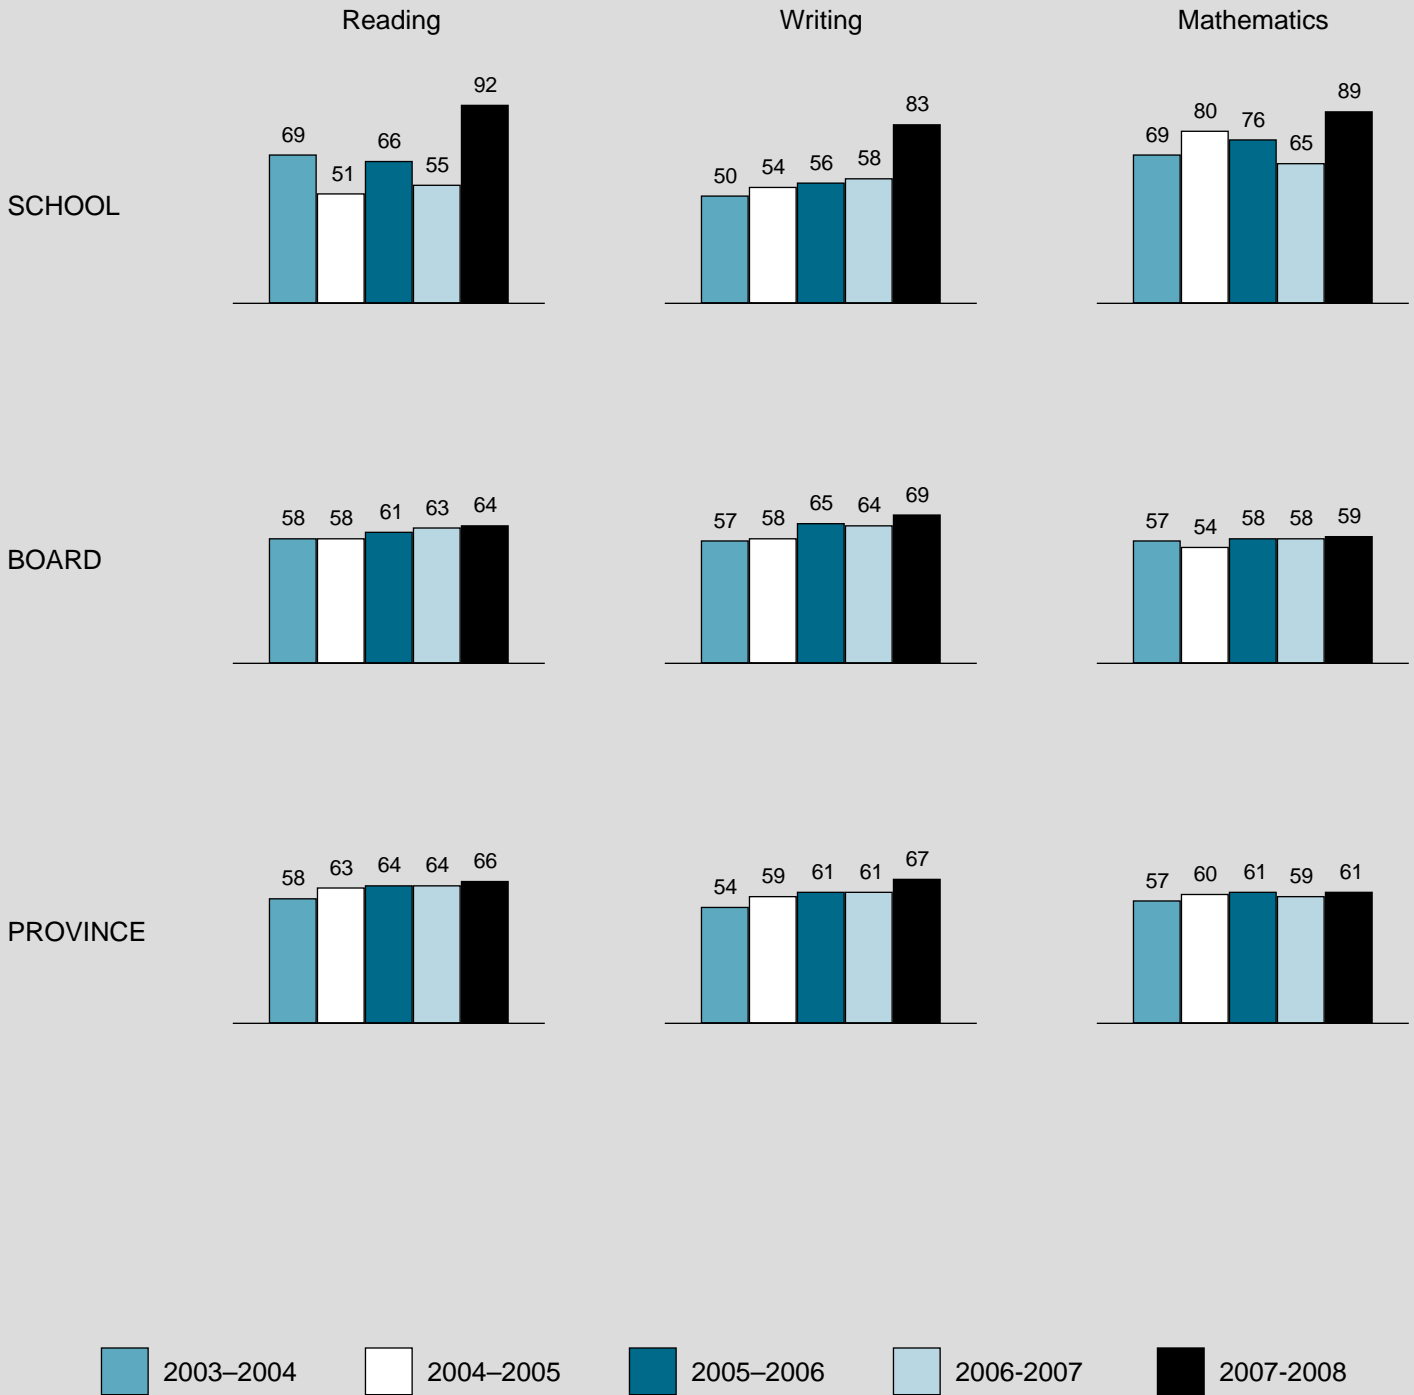 Reading Writing Mathematics
SCHOOL
69 51 66 55 92
50 54 56 58 83
69 80 76 65 89
BOARD
58 58 61 63 64
57 58 65 64 69
57 54 58 58 59
PROVINCE
58 63 64 64 66
54 59 61 61 67
57 60 61 59 61
2003–2004 2004–2005 2005–2006 2006-2007 2007-2008